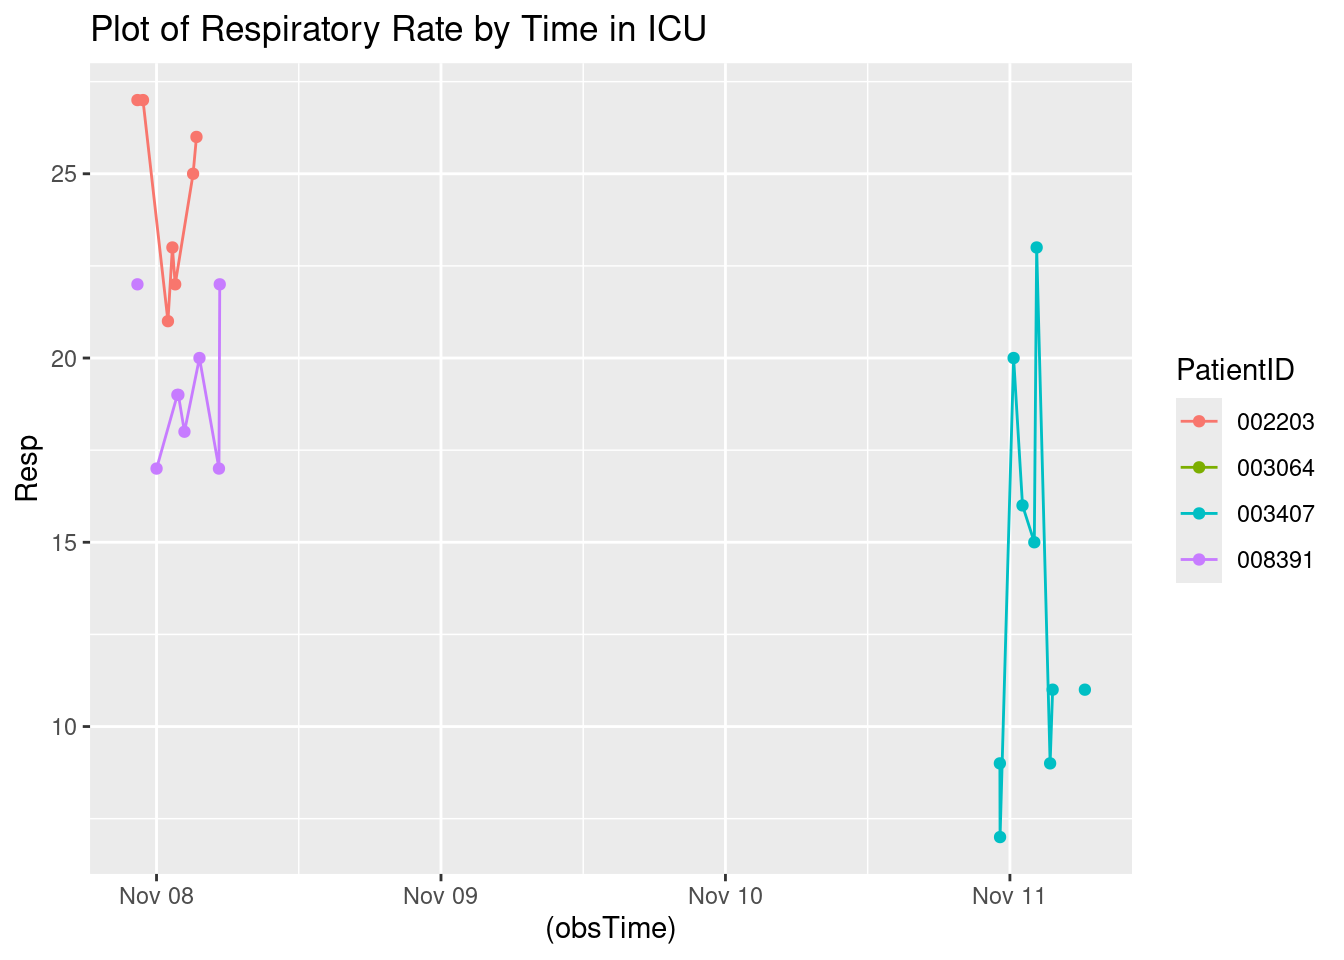 Plot of Respiratory Rate by Time in ICU
25
20
15
10
Resp
Nov 08
Nov 09
Nov 10
Nov 11
(obsTime)
PatientID
002203
003064
003407
008391